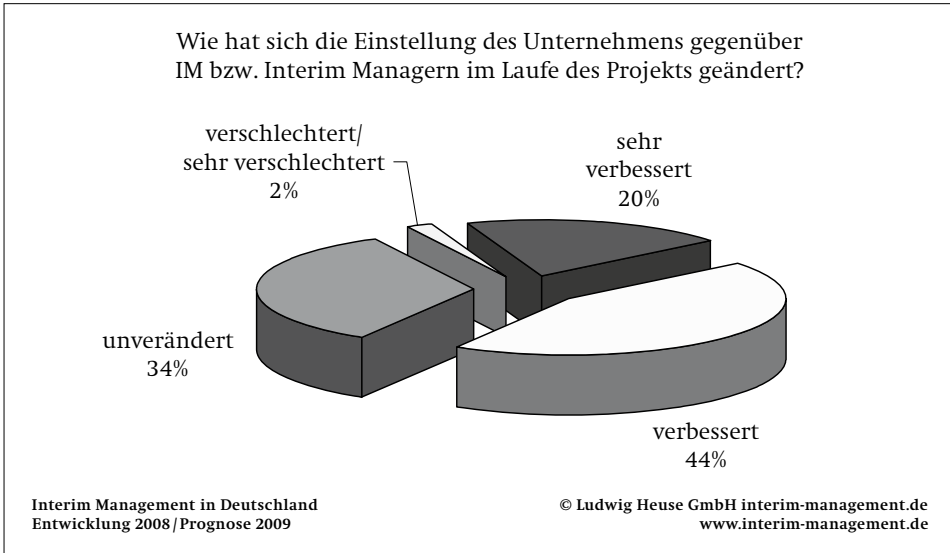 Wie hat sich die Einstellung des Unternehmens gegenüber
IM bzw. Interim Managern im Laufe des Projekts geändert?
verschlechtert/
sehr verschlechtert
2%
sehr
verbessert
20%
unverändert
34%
verbessert
44%
Interim Management in Deutschland
Entwicklung 2008/Prognose 2009
© Ludwig Heuse GmbH interim-management.de
www.interim-management.de